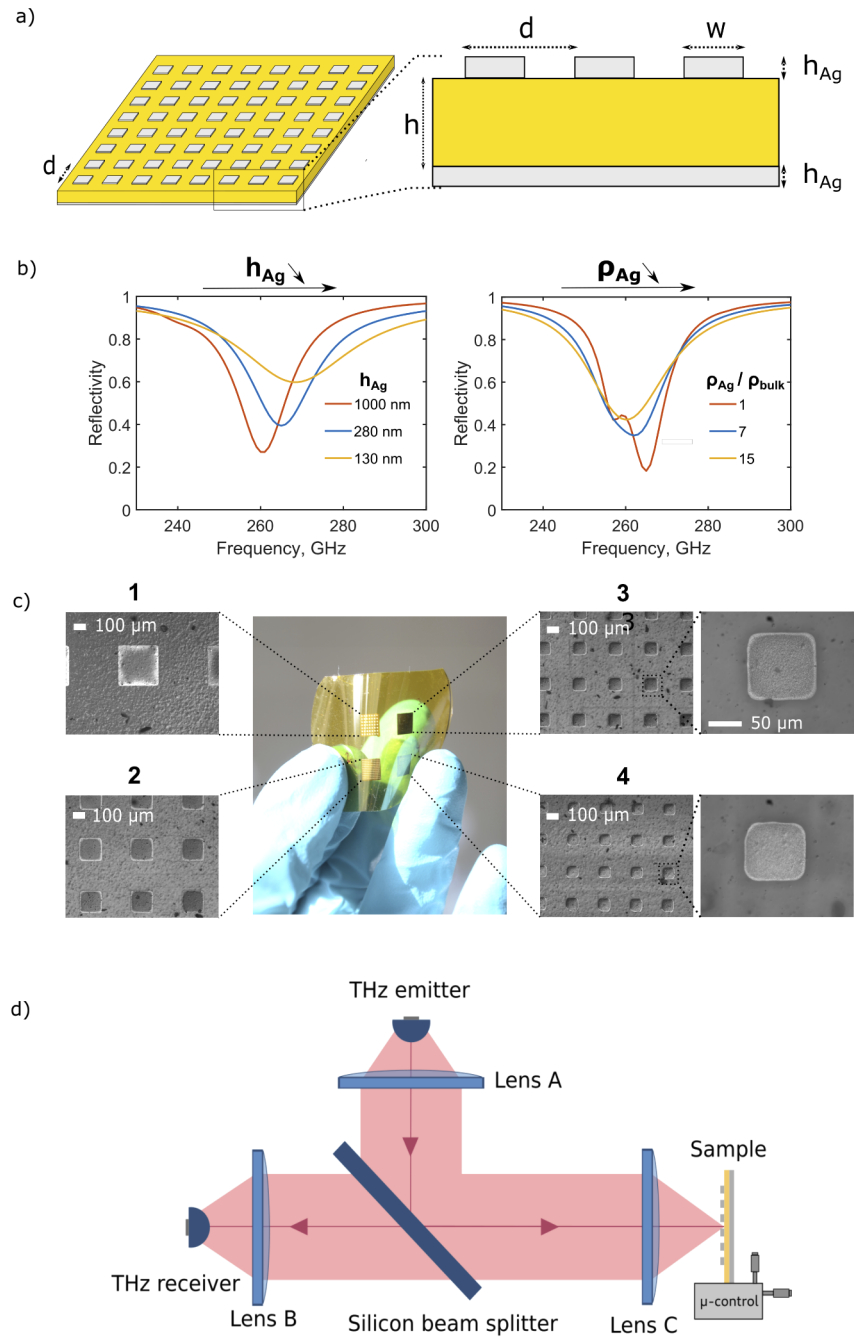 a)
d
w
h_Ag
h
d
h_Ag
b)
h_Ag ↘
ρ_Ag ↘
1
0.8
0.6
0.4
0.2
0
Reflectivity
240
260
280
300
Frequency, GHz
h_Ag
1000 nm
280 nm
130 nm
1
0.8
0.6
0.4
0.2
0
Reflectivity
240
260
280
300
Frequency, GHz
ρ_Ag / ρ_bulk
1
7
15
c)
1
100 µm
3
100 µm
3
50 µm
2
100 µm
4
100 µm
d)
THz emitter
Lens A
Sample
THz receiver
Lens B
Silicon beam splitter
Lens C
µ-control